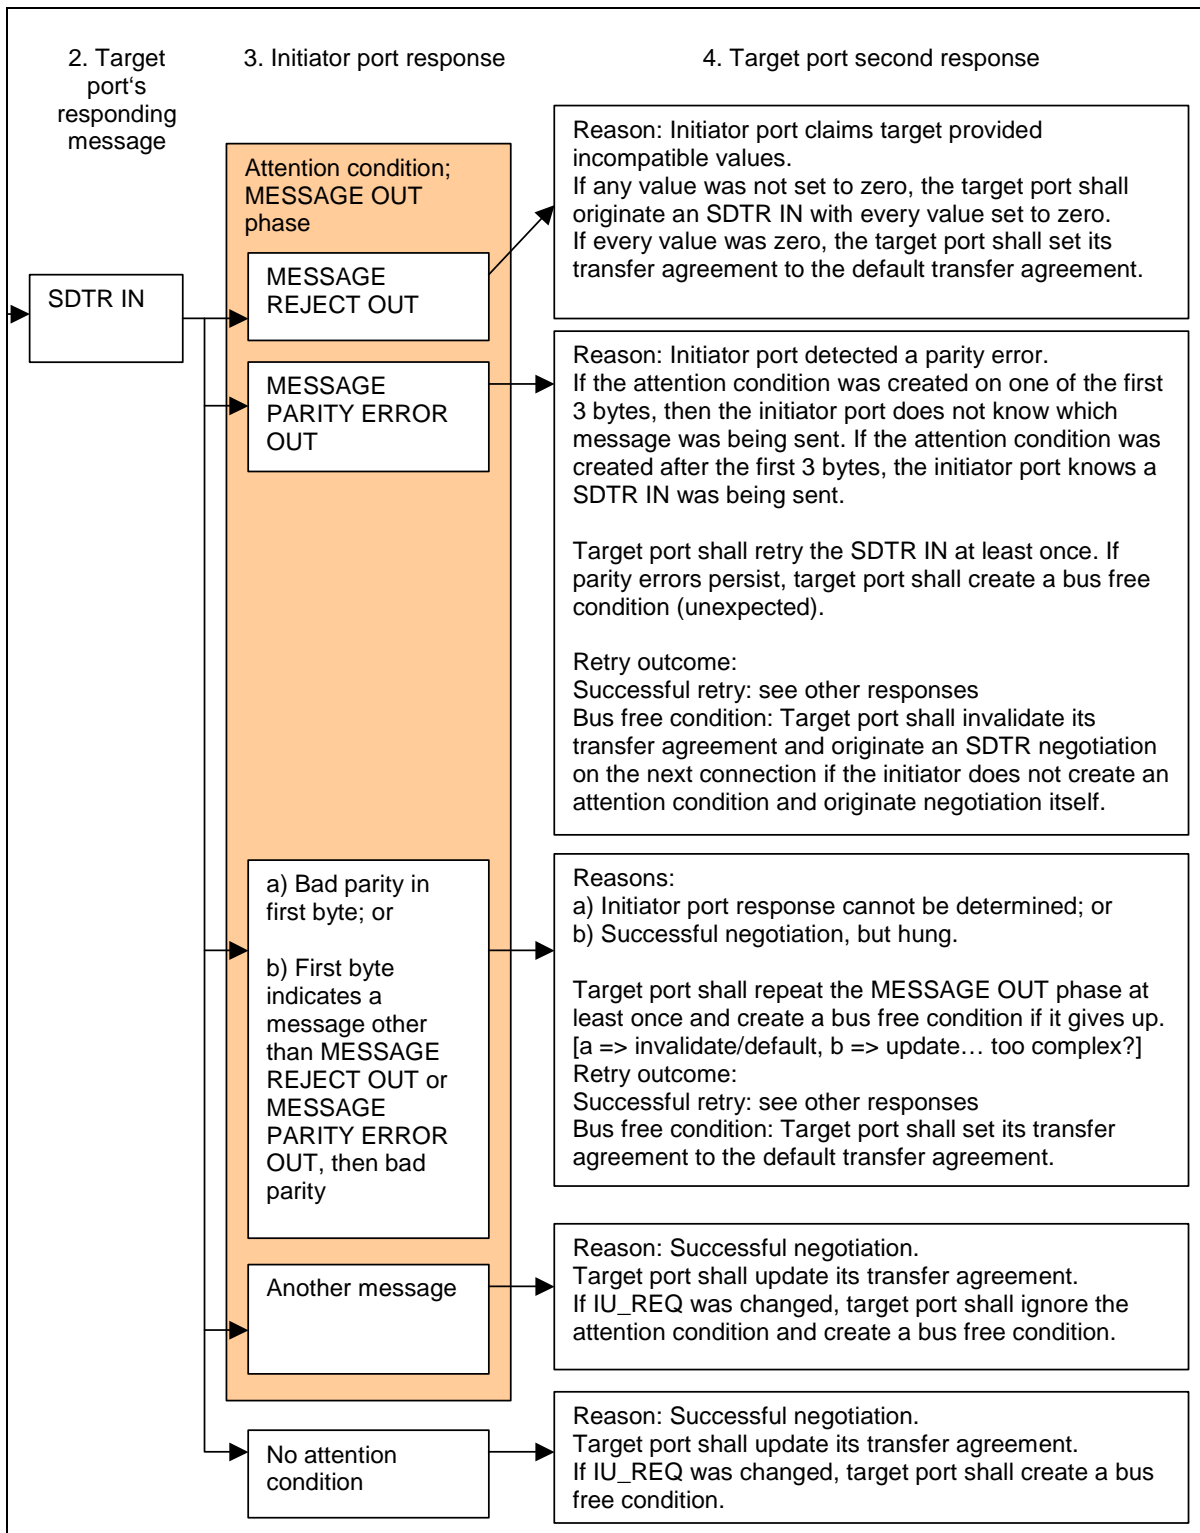 2. Target
port‘s
responding
message
3. Initiator port response
4. Target port second response
SDTR IN
Attention condition;
MESSAGE OUT
phase
MESSAGE
REJECT OUT
Reason: Initiator port claims target provided
incompatible values.
If any value was not set to zero, the target port shall
originate an SDTR IN with every value set to zero.
If every value was zero, the target port shall set its
transfer agreement to the default transfer agreement.
MESSAGE
PARITY ERROR
OUT
Reason: Initiator port detected a parity error.
If the attention condition was created on one of the first
3 bytes, then the initiator port does not know which
message was being sent. If the attention condition was
created after the first 3 bytes, the initiator port knows a
SDTR IN was being sent.
Target port shall retry the SDTR IN at least once. If
parity errors persist, target port shall create a bus free
condition (unexpected).
Retry outcome:
Successful retry: see other responses
Bus free condition: Target port shall invalidate its
transfer agreement and originate an SDTR negotiation
on the next connection if the initiator does not create an
attention condition and originate negotiation itself.
a) Bad parity in
first byte; or
b) First byte
indicates a
message other
than MESSAGE
REJECT OUT or
MESSAGE
PARITY ERROR
OUT, then bad
parity
Reasons:
a) Initiator port response cannot be determined; or
b) Successful negotiation, but hung.
Target port shall repeat the MESSAGE OUT phase at
least once and create a bus free condition if it gives up.
[a => invalidate/default, b => update… too complex?]
Retry outcome:
Successful retry: see other responses
Bus free condition: Target port shall set its transfer
agreement to the default transfer agreement.
Another message
Reason: Successful negotiation.
Target port shall update its transfer agreement.
If IU_REQ was changed, target port shall ignore the
attention condition and create a bus free condition.
No attention
condition
Reason: Successful negotiation.
Target port shall update its transfer agreement.
If IU_REQ was changed, target port shall create a bus
free condition.